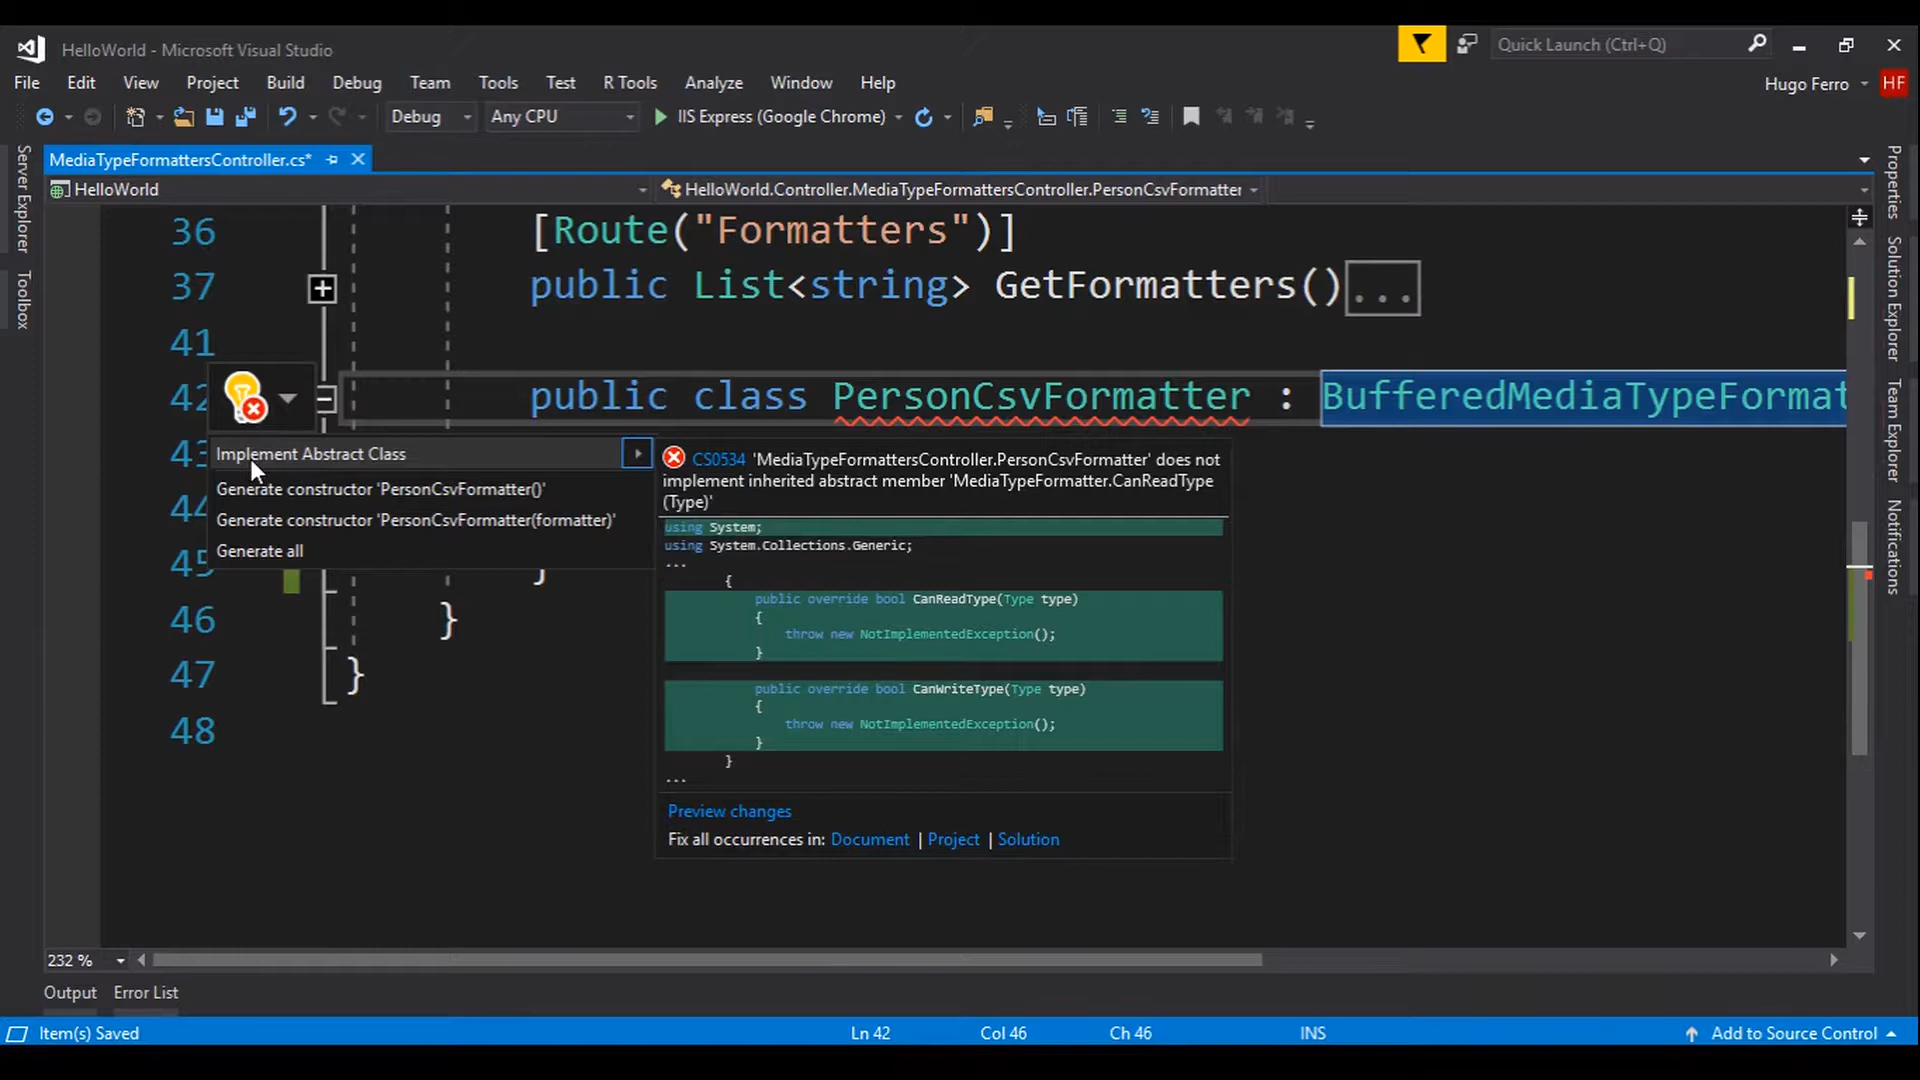 HelloWorld - Microsoft Visual Studio
Quick Launch (Ctrl+Q)
File Edit View Project Build Debug Team Tools Test R Tools Analyze Window Help
Hugo Ferro HF
Debug Any CPU IIS Express (Google Chrome)
MediaTypeFormattersController.cs*
HelloWorld HelloWorld.Controller.MediaTypeFormattersController.PersonCsvFormatter
Server Explorer
Toolbox
Properties
Solution Explorer
Team Explorer
Notifications
36 [Route("Formatters")]
37 public List<string> GetFormatters()...
41
42 public class PersonCsvFormatter : BufferedMediaTypeFormat
43
44
45 }
46 }
47 }
48
Implement Abstract Class
Generate constructor 'PersonCsvFormatter()'
Generate constructor 'PersonCsvFormatter(formatter)'
Generate all
CS0534 'MediaTypeFormattersController.PersonCsvFormatter' does not
implement inherited abstract member 'MediaTypeFormatter.CanReadType
(Type)'
using System;
using System.Collections.Generic;
...
{
public override bool CanReadType(Type type)
{
throw new NotImplementedException();
}
public override bool CanWriteType(Type type)
{
throw new NotImplementedException();
}
}
...
Preview changes
Fix all occurrences in: Document | Project | Solution
232 %
Output Error List
Item(s) Saved Ln 42 Col 46 Ch 46 INS Add to Source Control